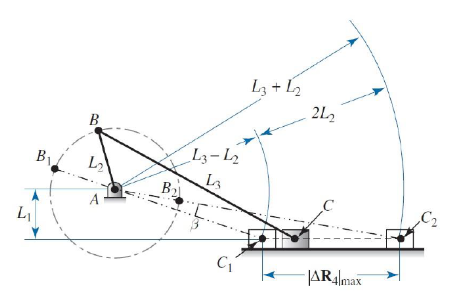 L₃ + L₂
2L₂
B
B₁
L₂
L₃ – L₂
L₃
B₂
A
L₁
β
C
C₂
C₁
|ΔR₄|max